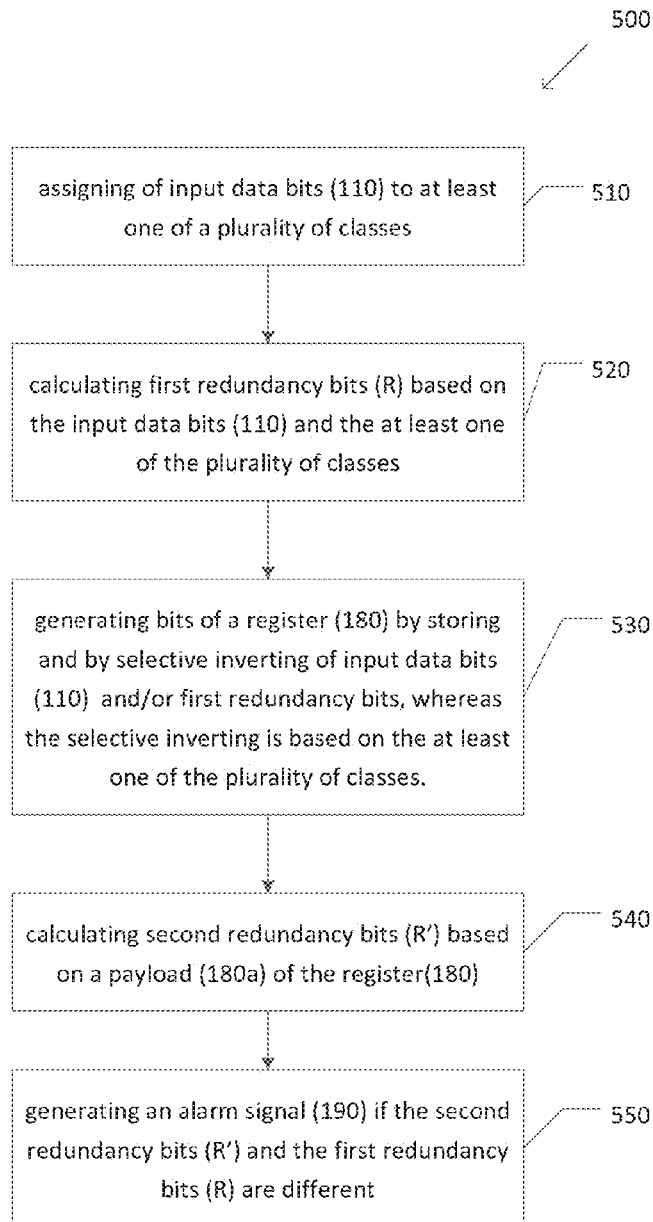 500
assigning of input data bits (110) to at least
one of a plurality of classes
510
calculating first redundancy bits (R) based on
the input data bits (110) and the at least one
of the plurality of classes
520
generating bits of a register (180) by storing
and by selective inverting of input data bits
(110) and/or first redundancy bits, whereas
the selective inverting is based on the at least
one of the plurality of classes.
530
calculating second redundancy bits (R') based
on a payload (180a) of the register(180)
540
generating an alarm signal (190) if the second
redundancy bits (R') and the first redundancy
bits (R) are different
550